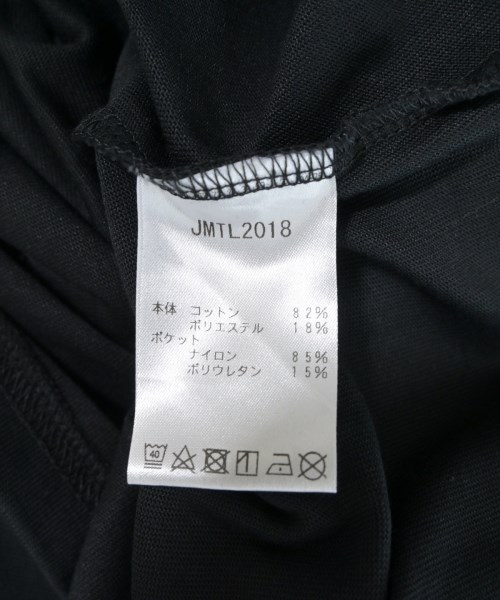 JMTL2018
本体 コットン 82%
ポリエステル 18%
ポケット
ナイロン 85%
ポリウレタン 15%
40